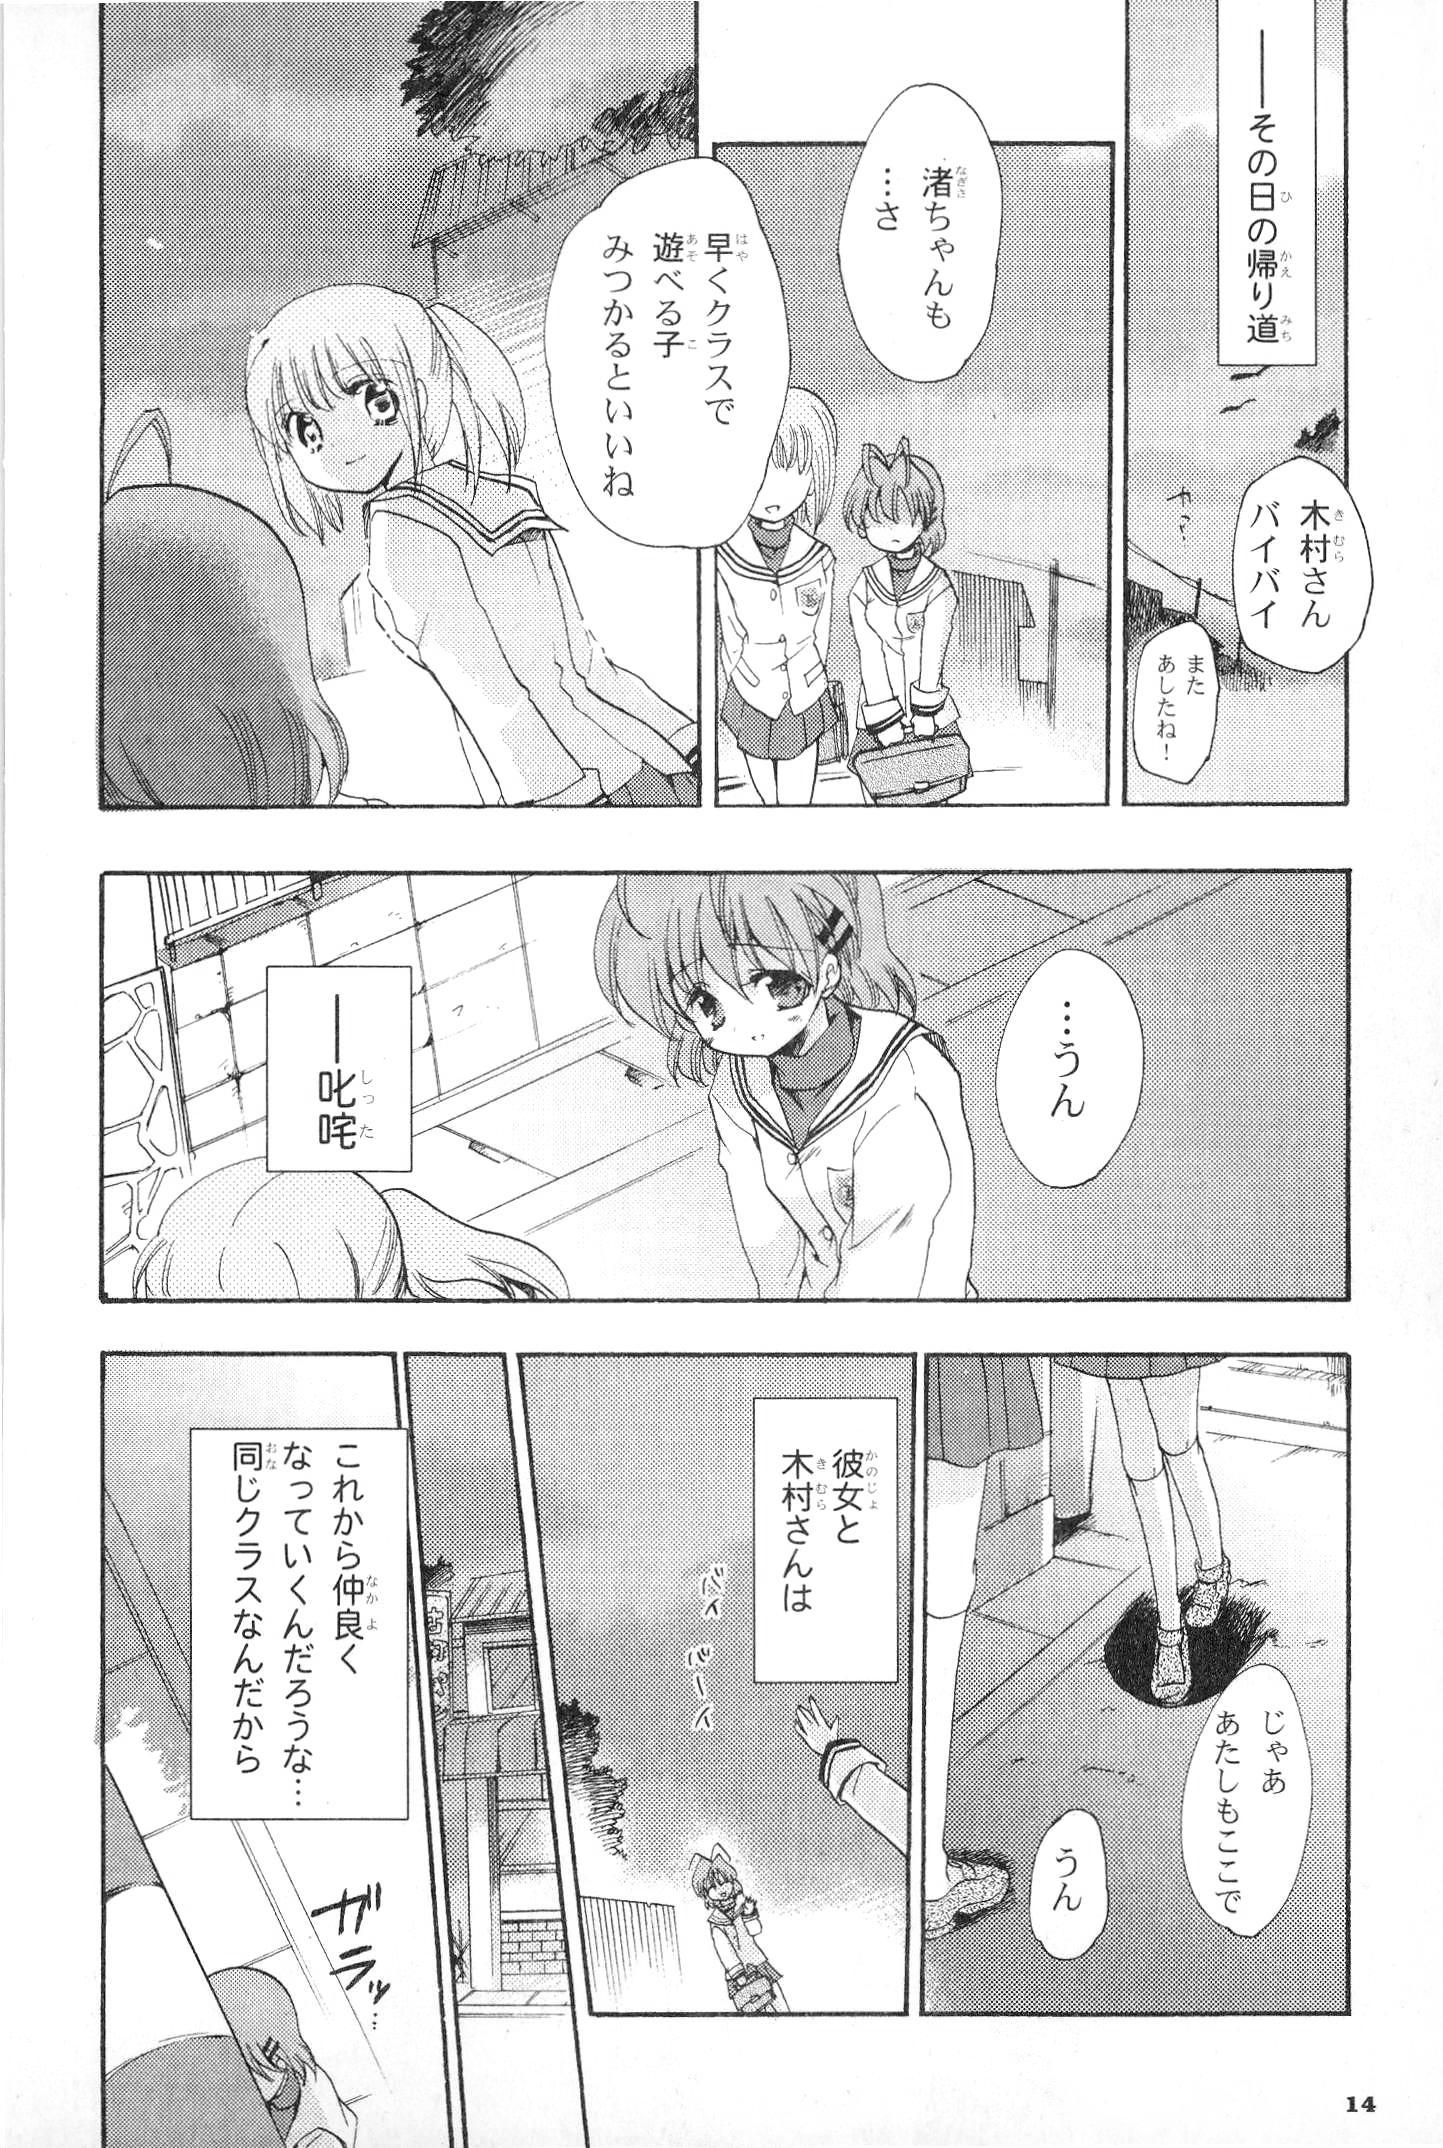 ――その日の帰り道
木村さん
バイバイ
また
あしたね！
渚ちゃんも
…さ
早くクラスで
遊べる子
みつかるといいね
…うん
――叱咤
じゃあ
あたしもここで
うん
彼女と
木村さんは
バイ
バーイ
これから仲良く
なっていくんだろうな…
同じクラスなんだから
ガラッ…
14